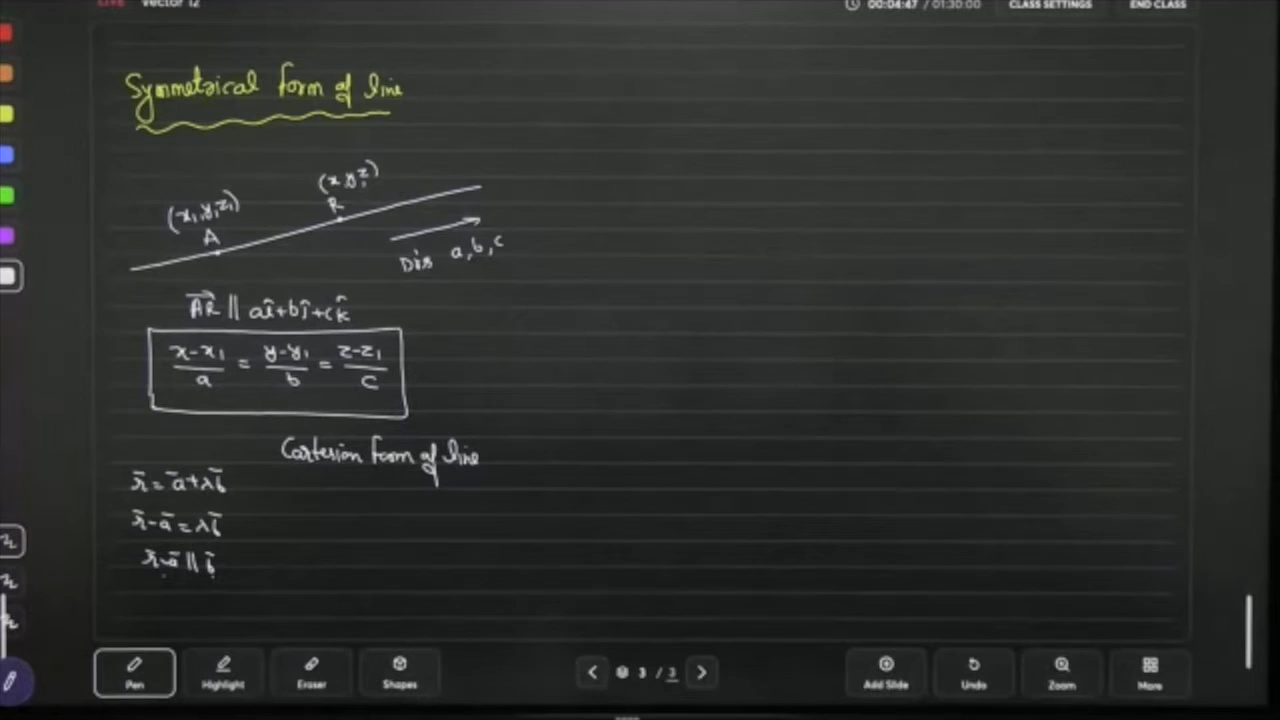 LIVE Vector 12 00:04:47 / 01:30:00 CLASS SETTINGS END CLASS
Symmetrical form of line
(x₁,y₁,z₁) (x,y,z)
A R
Drs a, b, c
A⃗R⃗ || aî+bĵ+ck̂
(x-x₁)/a = (y-y₁)/b = (z-z₁)/c
Cartesian form of line
r̄ = ā+λb̄
r̄-ā = λb̄
r̄-ā || b̄
Pen Highlight Eraser Shapes 3 / 3 Add Slide Undo Zoom More